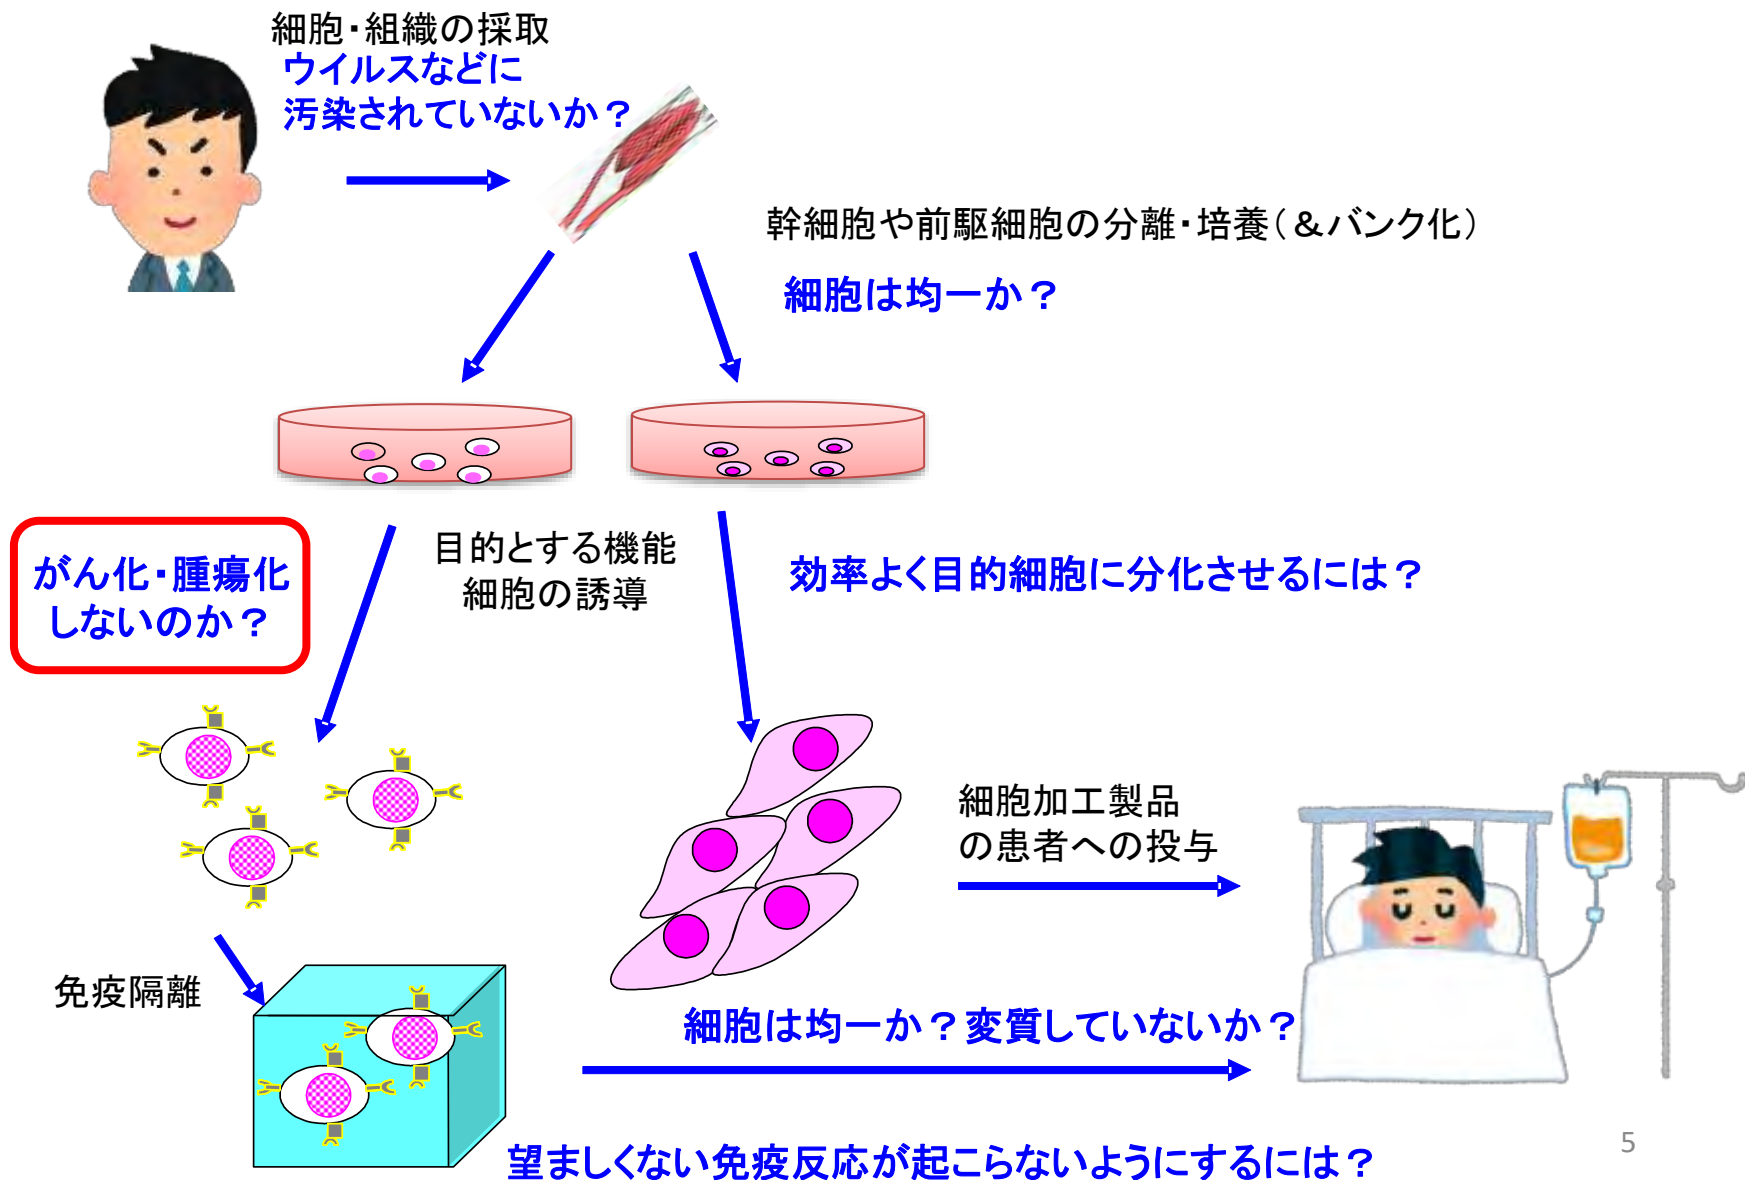 細胞・組織の採取
ウイルスなどに
汚染されていないか？
幹細胞や前駆細胞の分離・培養（＆バンク化）
細胞は均一か？
目的とする機能
細胞の誘導
効率よく目的細胞に分化させるには？
がん化・腫瘍化
しないのか？
細胞加工製品
の患者への投与
免疫隔離
細胞は均一か？変質していないか？
望ましくない免疫反応が起こらないようにするには？
5